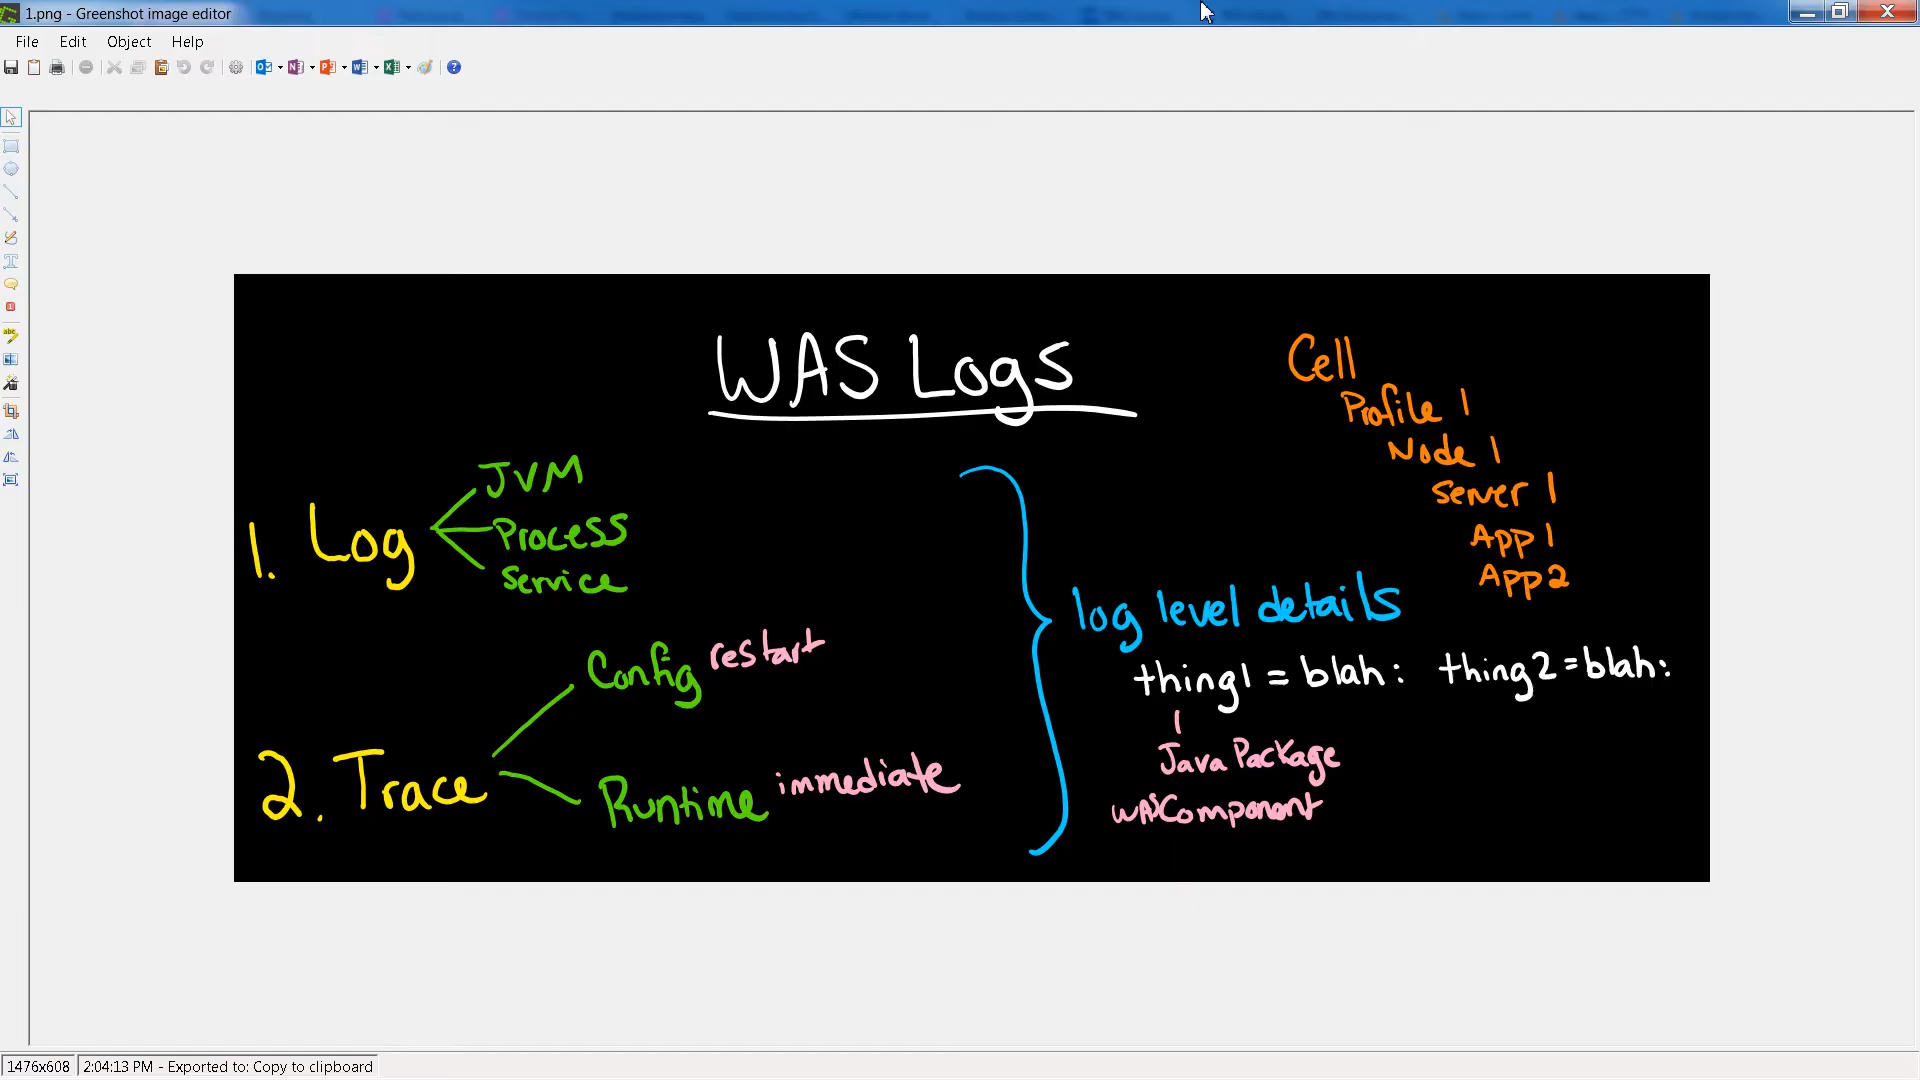 1.png - Greenshot image editor
File Edit Object Help
WAS Logs
Cell
Profile 1
Node 1
Server 1
App 1
App 2
1. Log
JVM
Process
Service
2. Trace
Config restart
Runtime immediate
log level details
thing1 = blah: thing2=blah:
Java Package
WASComponent
1476x608 2:04:13 PM - Exported to: Copy to clipboard